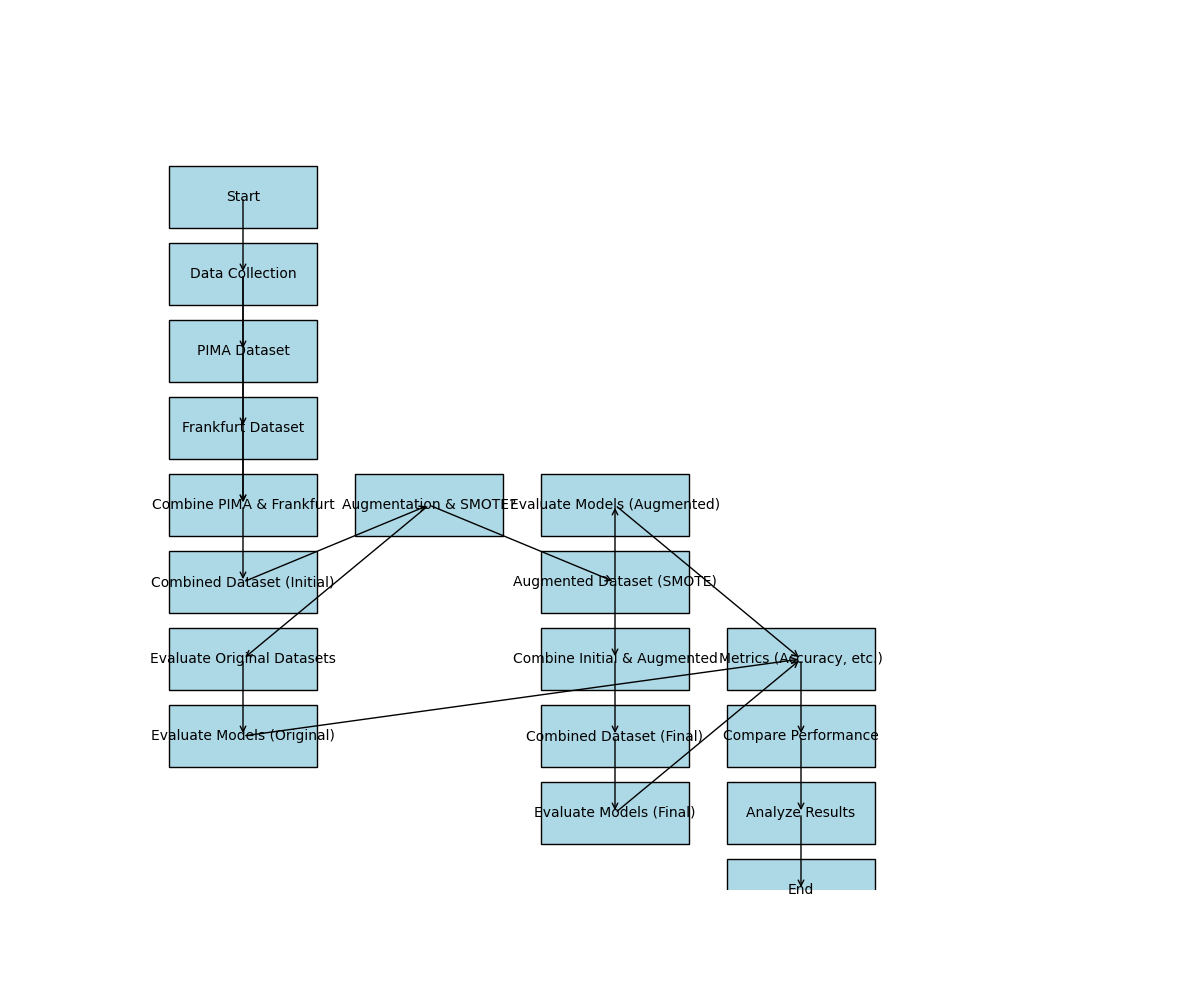 Start
Data Collection
PIMA Dataset
Frankfurt Dataset
Combine PIMA & Frankfurt
Combined Dataset (Initial)
Evaluate Original Datasets
Evaluate Models (Original)
Augmentation & SMOTE?
Evaluate Models (Augmented)
Augmented Dataset (SMOTE)
Combine Initial & Augmented
Combined Dataset (Final)
Evaluate Models (Final)
Metrics (Accuracy, etc.)
Compare Performance
Analyze Results
End